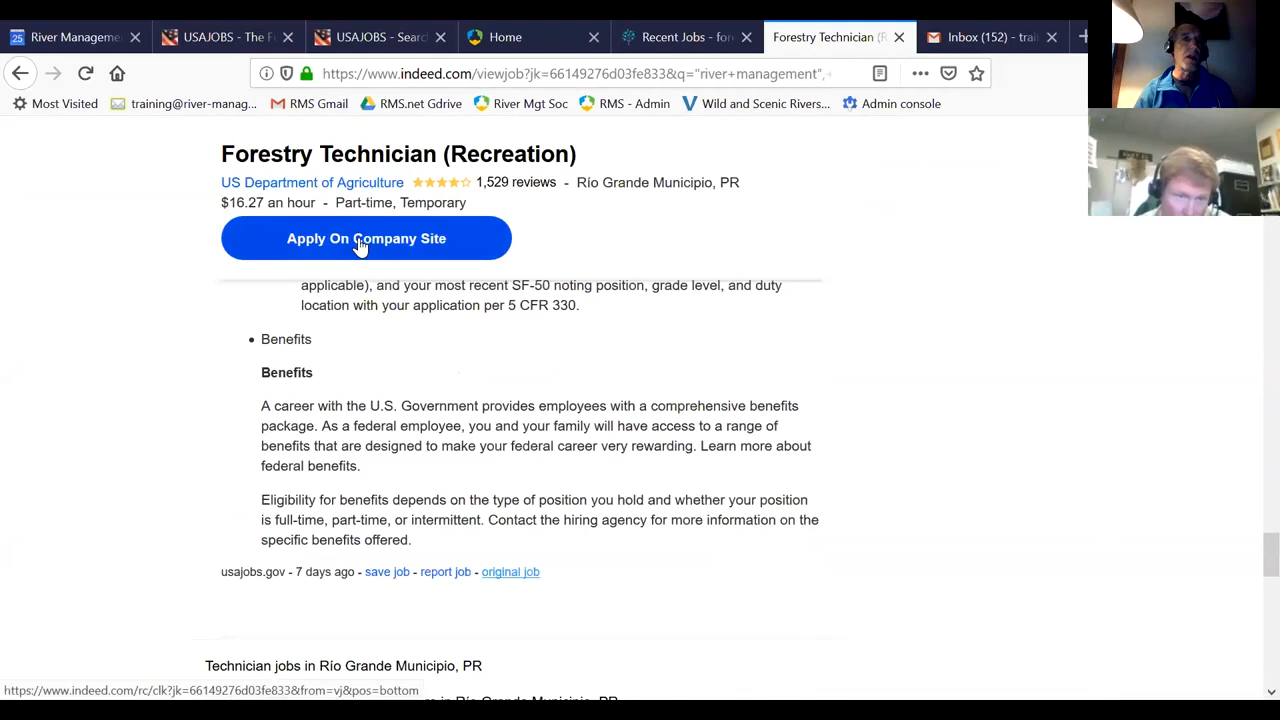 River Manageme
USAJOBS - The F
USAJOBS - Searc
Home
Recent Jobs - for
Forestry Technician (R
Inbox (152) - trai
https://www.indeed.com/viewjob?jk=66149276d03fe833&q="river+management",
Most Visited
training@river-manag...
RMS Gmail
RMS.net Gdrive
River Mgt Soc
RMS - Admin
Wild and Scenic Rivers...
Admin console
Forestry Technician (Recreation)
US Department of Agriculture 1,529 reviews - Río Grande Municipio, PR
$16.27 an hour - Part-time, Temporary
Apply On Company Site
applicable), and your most recent SF-50 noting position, grade level, and duty
location with your application per 5 CFR 330.
• Benefits
Benefits
A career with the U.S. Government provides employees with a comprehensive benefits
package. As a federal employee, you and your family will have access to a range of
benefits that are designed to make your federal career very rewarding. Learn more about
federal benefits.
Eligibility for benefits depends on the type of position you hold and whether your position
is full-time, part-time, or intermittent. Contact the hiring agency for more information on the
specific benefits offered.
usajobs.gov - 7 days ago - save job - report job - original job
Technician jobs in Río Grande Municipio, PR
https://www.indeed.com/rc/clk?jk=66149276d03fe833&from=vj&pos=bottom